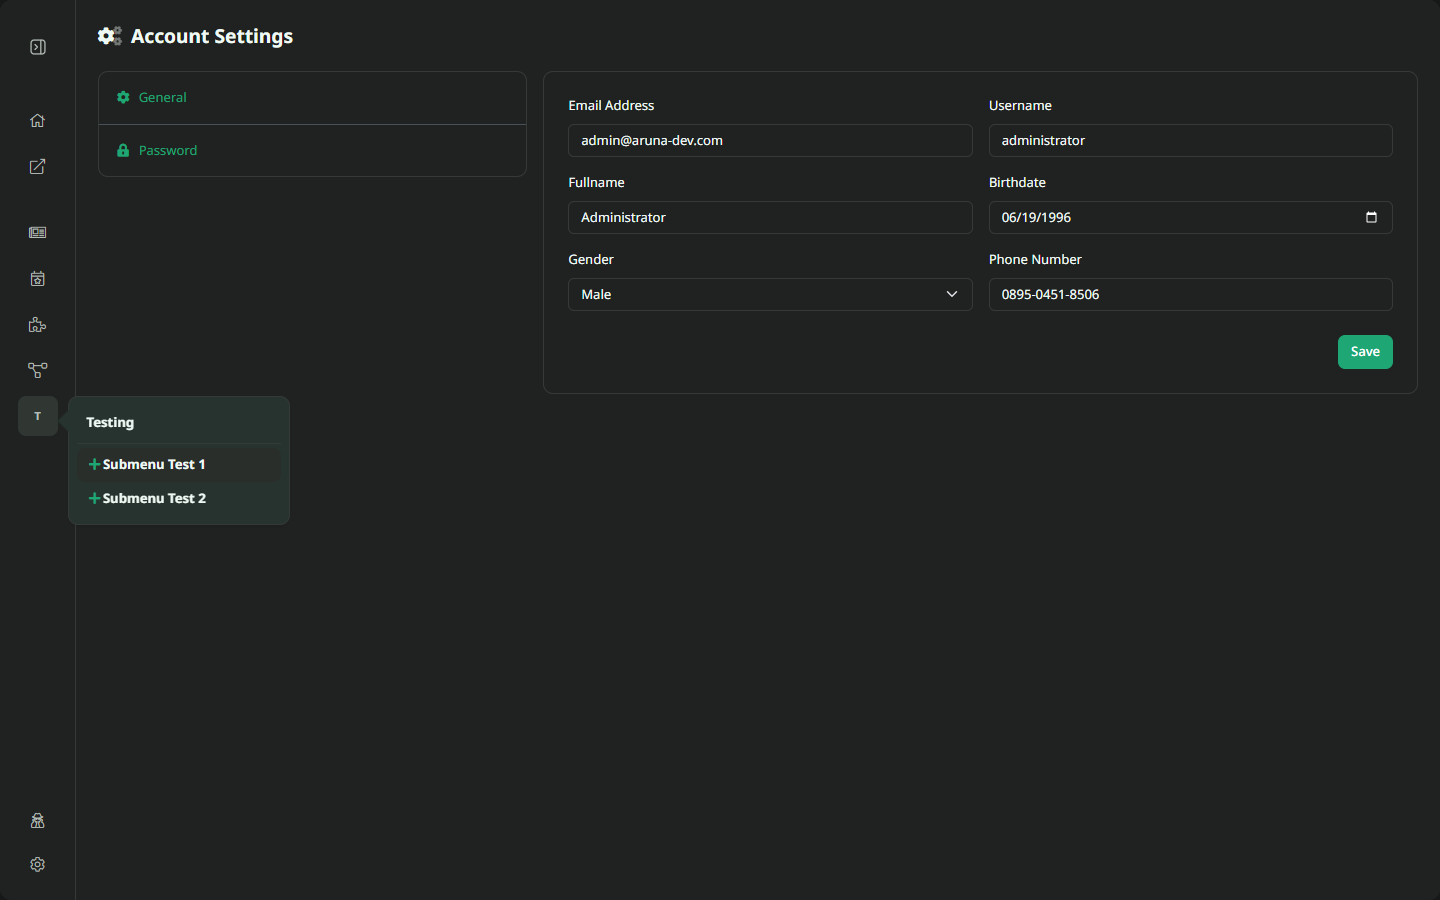 Account Settings
General
Password
Email Address
Username
admin@aruna-dev.com
administrator
Fullname
Birthdate
Administrator
06/19/1996
Gender
Phone Number
Male
0895-0451-8506
Save
T
Testing
Submenu Test 1
Submenu Test 2